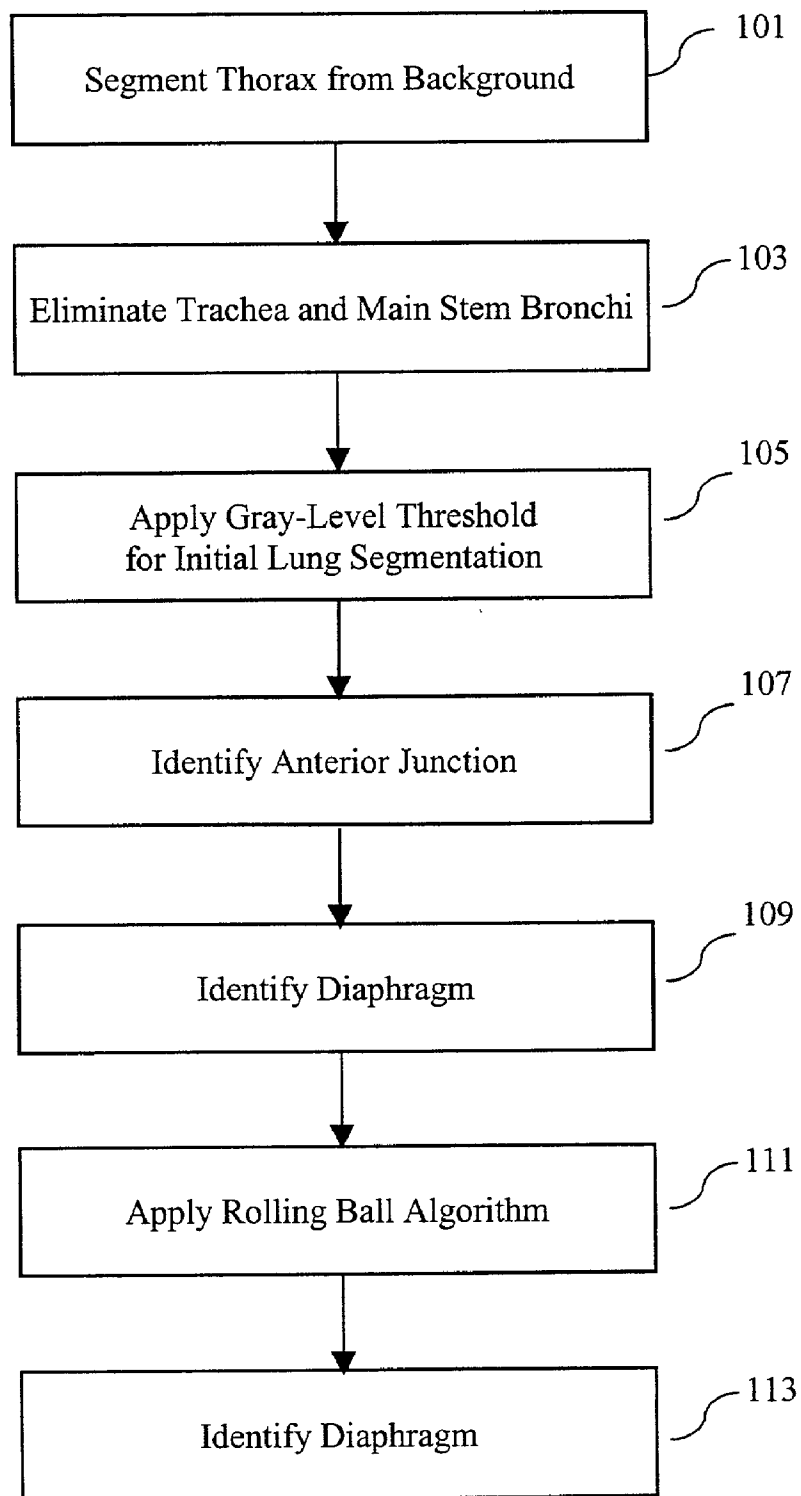 101
Segment Thorax from Background
103
Eliminate Trachea and Main Stem Bronchi
105
Apply Gray-Level Threshold
for Initial Lung Segmentation
107
Identify Anterior Junction
109
Identify Diaphragm
111
Apply Rolling Ball Algorithm
113
Identify Diaphragm